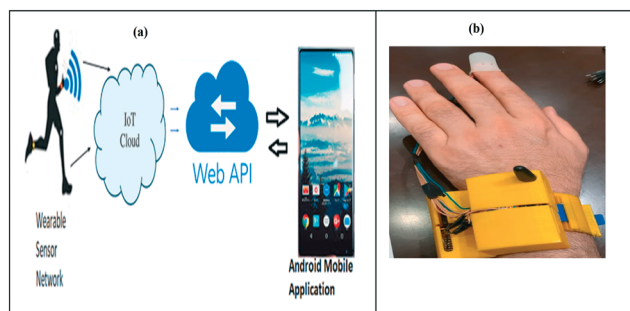 (a)
IoT
Cloud
Web API
Wearable
Sensor
Network
Android Mobile
Application
(b)